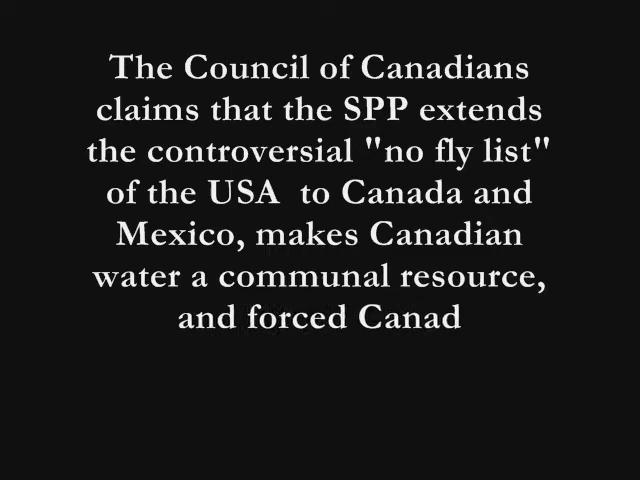 The Council of Canadians
claims that the SPP extends
the controversial "no fly list"
of the USA  to Canada and
Mexico, makes Canadian
water a communal resource,
and forced Canad